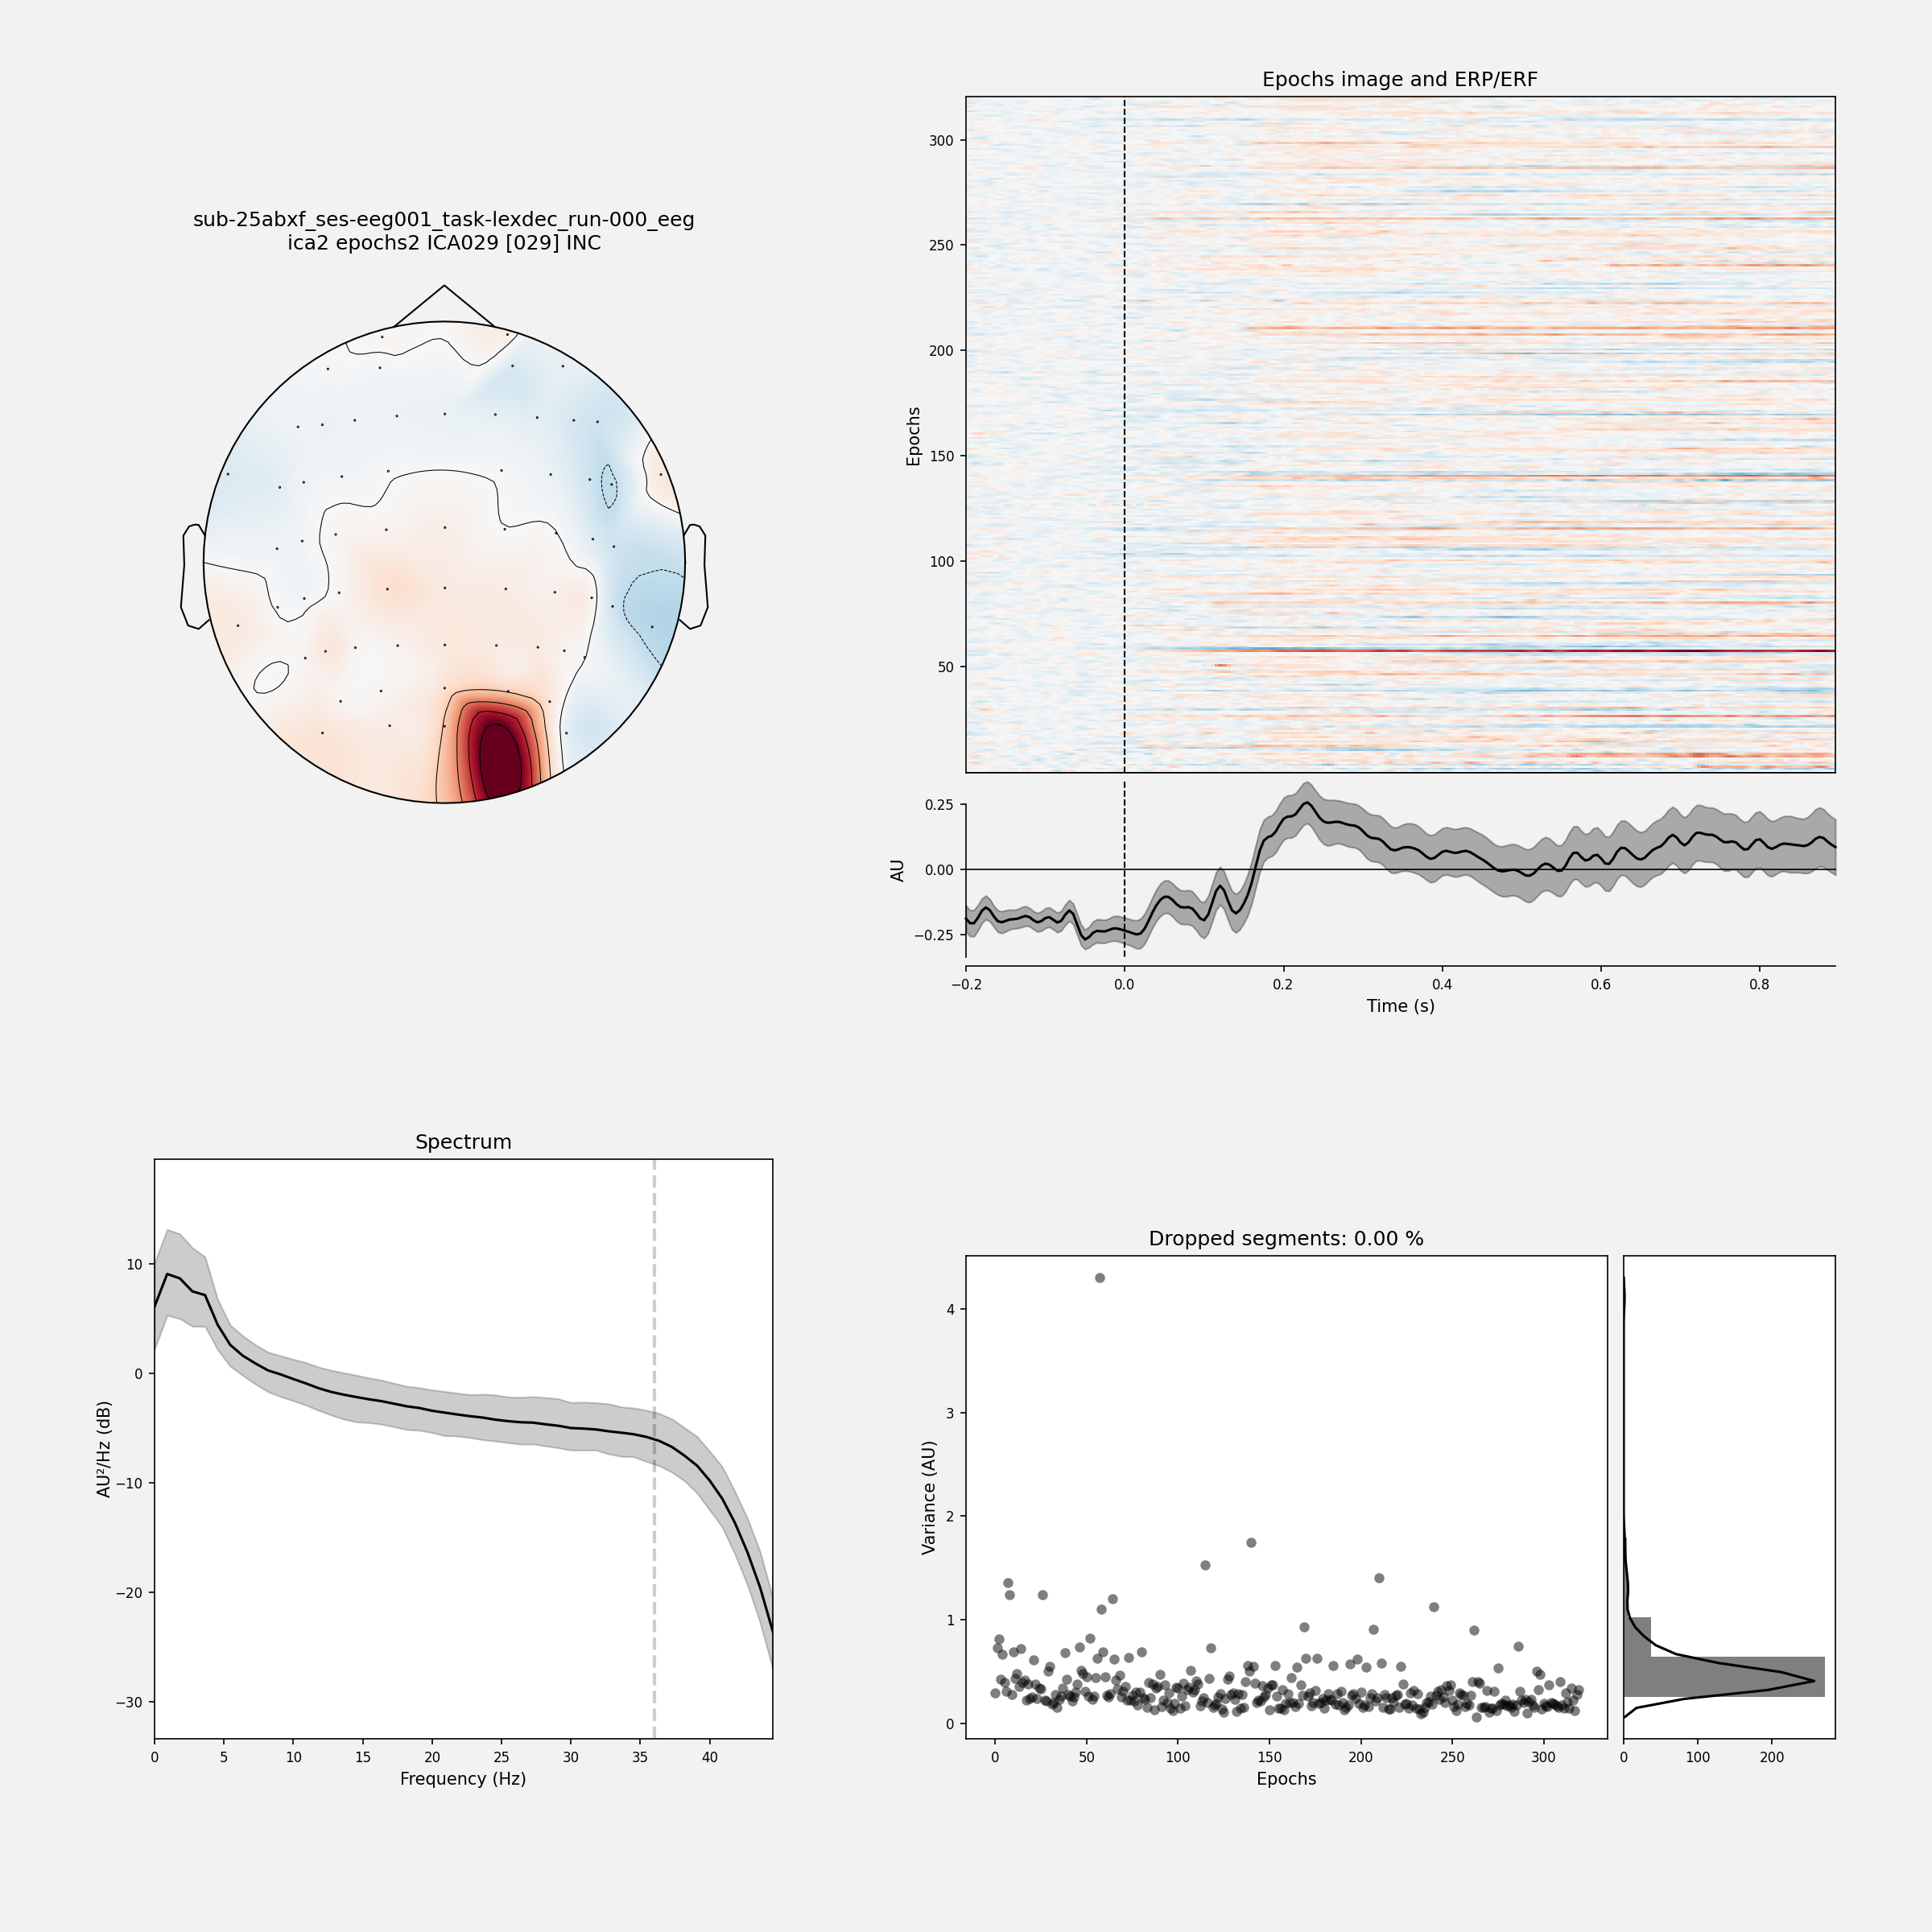 sub-25abxf_ses-eeg001_task-lexdec_run-000_eeg
ica2 epochs2 ICA029 [029] INC
Epochs image and ERP/ERF
Epochs
300
250
200
150
100
50
AU
0.25
0.00
−0.25
−0.2 0.0 0.2 0.4 0.6 0.8
Time (s)
Spectrum
AU²/Hz (dB)
10
0
−10
−20
−30
0 5 10 15 20 25 30 35 40
Frequency (Hz)
Dropped segments: 0.00 %
Variance (AU)
4
3
2
1
0
0 50 100 150 200 250 300
Epochs
0 100 200